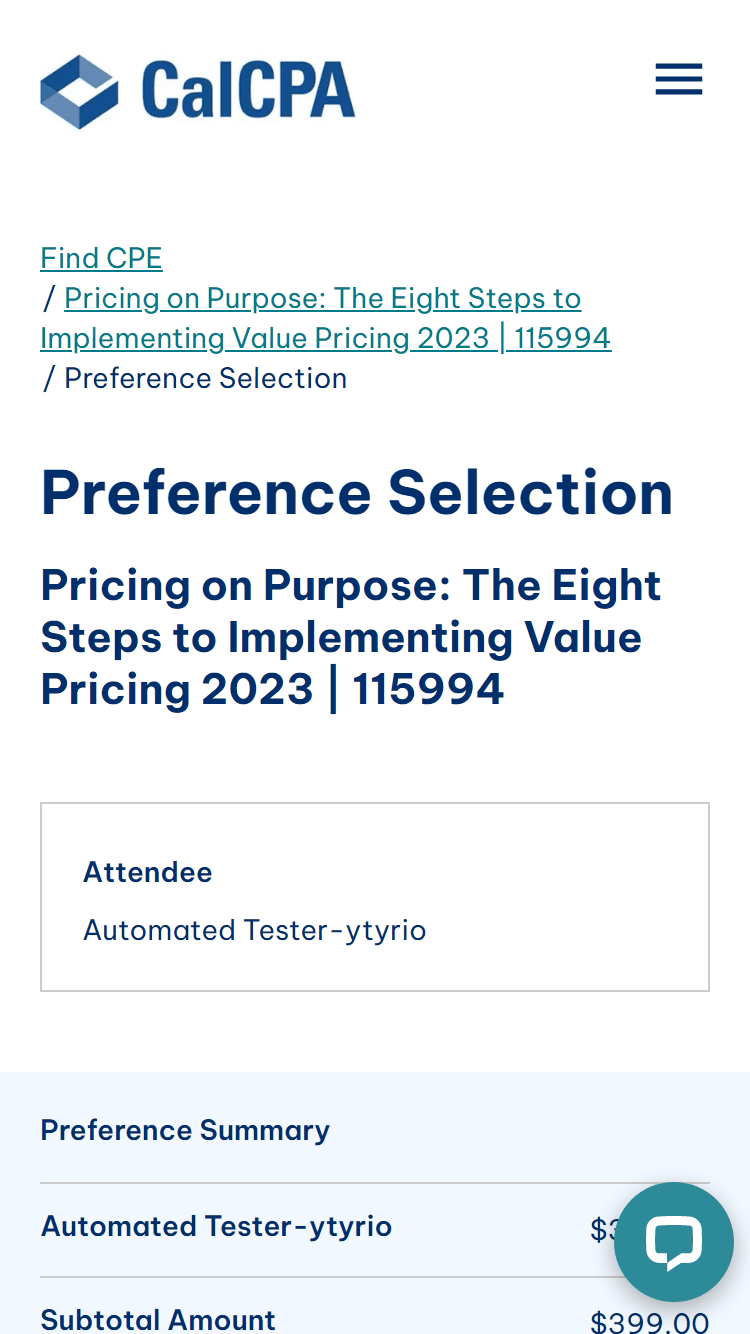 CalCPA
Find CPE
/ Pricing on Purpose: The Eight Steps to
Implementing Value Pricing 2023 | 115994
/ Preference Selection
Preference Selection
Pricing on Purpose: The Eight
Steps to Implementing Value
Pricing 2023 | 115994
Attendee
Automated Tester-ytyrio
Preference Summary
Automated Tester-ytyrio
Subtotal Amount $399.00